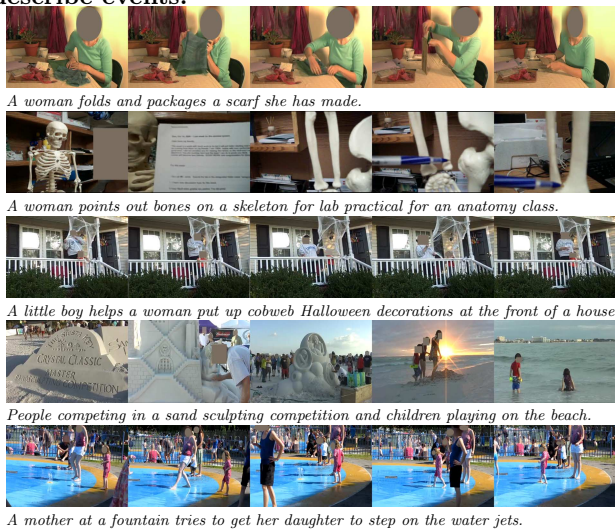 describe events.
A woman folds and packages a scarf she has made.
A woman points out bones on a skeleton for lab practical for an anatomy class.
A little boy helps a woman put up cobweb Halloween decorations at the front of a house
CRYSTAL CLASSIC
MASTER
COMPETITION
People competing in a sand sculpting competition and children playing on the beach.
A mother at a fountain tries to get her daughter to step on the water jets.